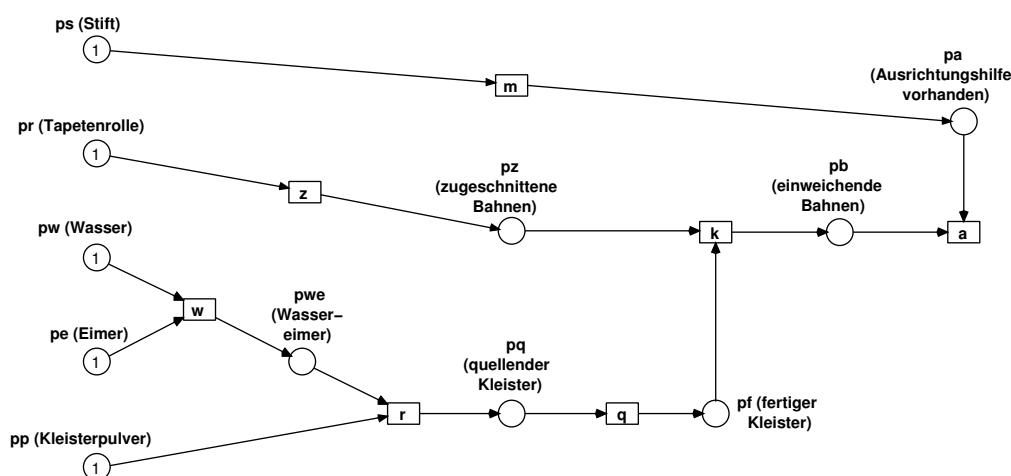 ps (Stift)
1
m
pa
(Ausrichtungshilfe
vorhanden)
pr (Tapetenrolle)
1
z
pz
(zugeschnittene
Bahnen)
pb
(einweichende
Bahnen)
k
a
pw (Wasser)
1
w
pwe
(Wasser–
eimer)
pe (Eimer)
1
pq
(quellender
Kleister)
r
q
pf (fertiger
Kleister)
pp (Kleisterpulver)
1